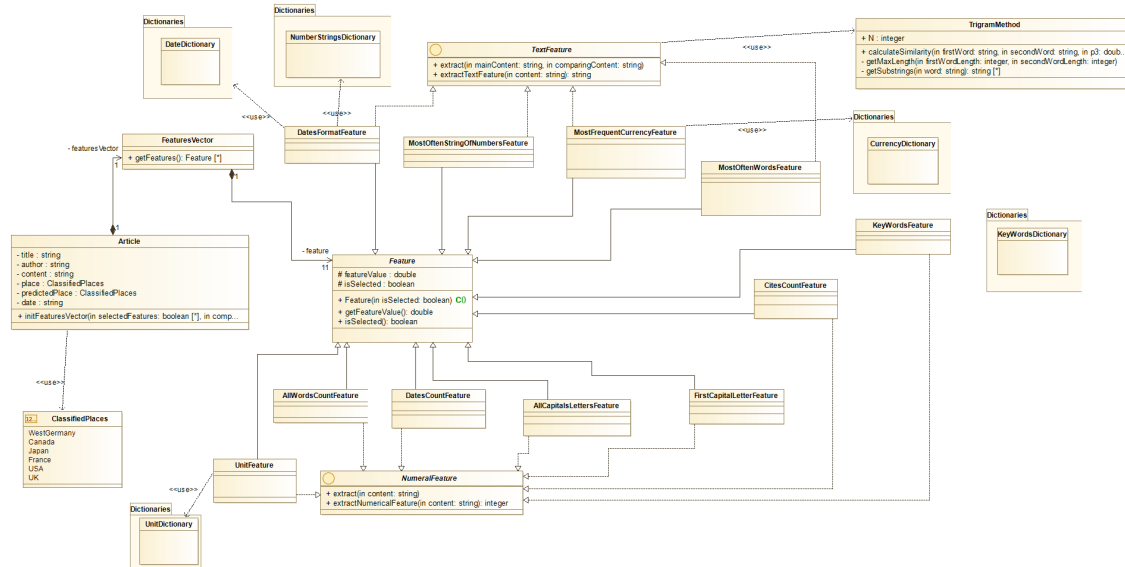 Dictionaries
DateDictionary
Dictionaries
NumberStringsDictionary
TextFeature
+ extract(in mainContent: string, in comparingContent: string)
+ extractTextFeature(in content: string): string
<<use>>
TrigramMethod
+ N : integer
+ calculateSimilarity(in firstWord: string, in secondWord: string, in p3: doub...
- getMaxLength(in firstWordLength: integer, in secondWordLength: integer)
- getSubstrings(in word: string): string [*]
<<use>>
<<use>>
FeaturesVector
+ getFeatures(): Feature [*]
- featuresVector
1
1
DatesFormatFeature
MostOftenStringOfNumbersFeature
MostFrequentCurrencyFeature
<<use>>
Dictionaries
CurrencyDictionary
MostOftenWordsFeature
KeyWordsFeature
Dictionaries
KeyWordsDictionary
1
Article
- title : string
- author : string
- content : string
- place : ClassifiedPlaces
- predictedPlace : ClassifiedPlaces
- date : string
+ initFeaturesVector(in selectedFeatures: boolean [*], in comp...
- feature
11
Feature
# featureValue : double
# isSelected : boolean
+ Feature(in isSelected: boolean) C()
+ getFeatureValue(): double
+ isSelected(): boolean
CitesCountFeature
<<use>>
AllWordsCountFeature
DatesCountFeature
AllCapitalsLettersFeature
FirstCapitalLetterFeature
12...
ClassifiedPlaces
WestGermany
Canada
Japan
France
USA
UK
UnitFeature
<<use>>
NumeralFeature
+ extract(in content: string)
+ extractNumericalFeature(in content: string): integer
Dictionaries
UnitDictionary